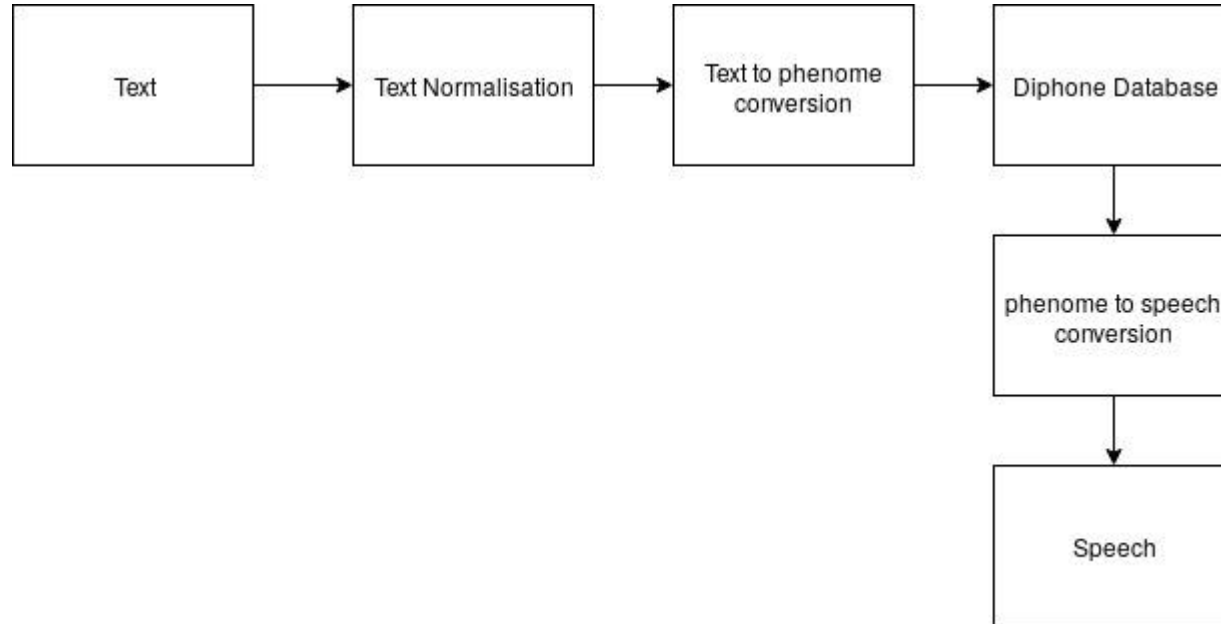 Text
Text Normalisation
Text to phenome
conversion
Diphone Database
phenome to speech
conversion
Speech